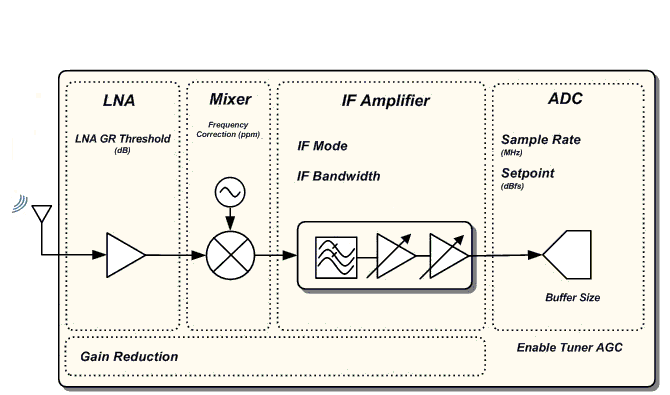 LNA
LNA GR Threshold
(dB)
Mixer
Frequency
Correction (ppm)
IF Amplifier
IF Mode
IF Bandwidth
ADC
Sample Rate
(MHz)
Setpoint
(dBfs)
Buffer Size
Gain Reduction
Enable Tuner AGC